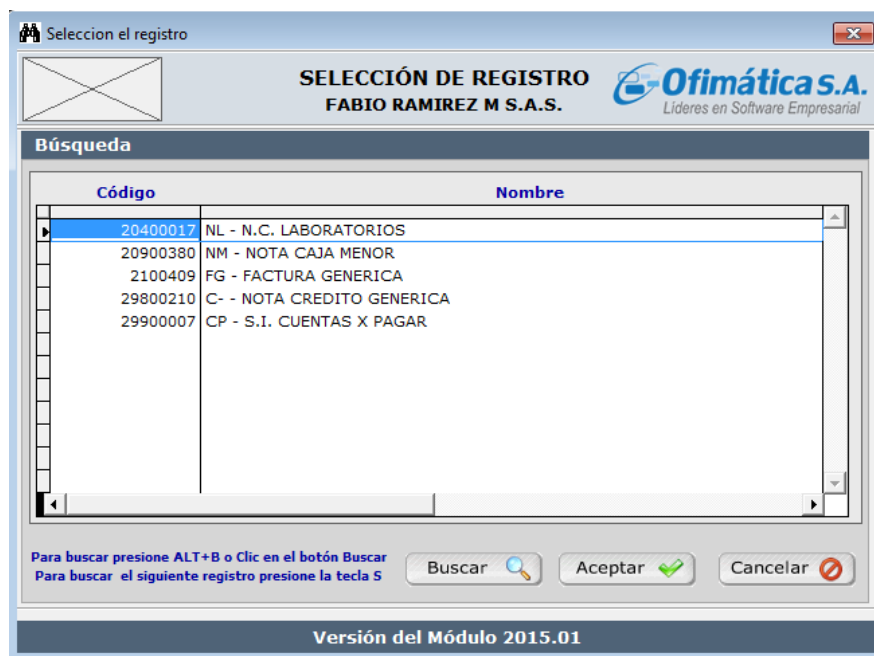 Seleccion el registro
SELECCIÓN DE REGISTRO
FABIO RAMIREZ M S.A.S.
Ofimática S.A.
Lideres en Software Empresarial
Búsqueda
Código Nombre
20400017 NL - N.C. LABORATORIOS
20900380 NM - NOTA CAJA MENOR
2100409 FG - FACTURA GENERICA
29800210 C- - NOTA CREDITO GENERICA
29900007 CP - S.I. CUENTAS X PAGAR
Para buscar presione ALT+B o Clic en el botón Buscar
Para buscar el siguiente registro presione la tecla S
Buscar Aceptar Cancelar
Versión del Módulo 2015.01